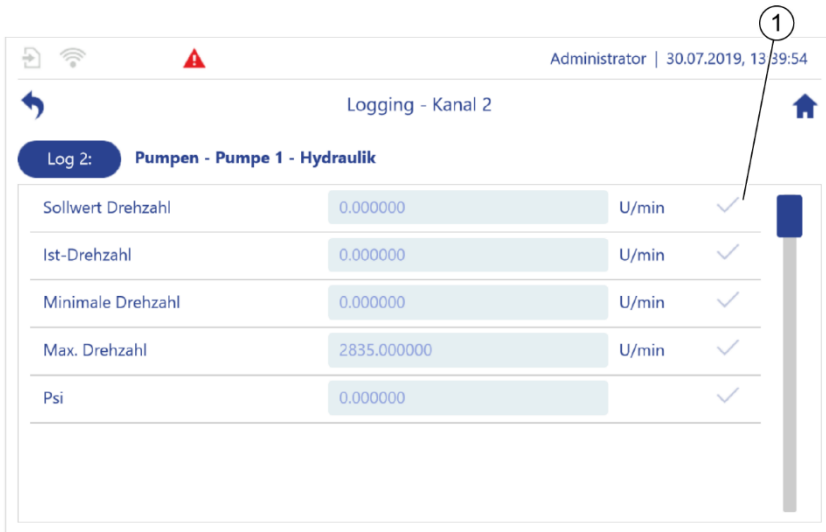 1
Administrator | 30.07.2019, 13:39:54
Logging - Kanal 2
Log 2: Pumpen - Pumpe 1 - Hydraulik
Sollwert Drehzahl 0.000000 U/min
Ist-Drehzahl 0.000000 U/min
Minimale Drehzahl 0.000000 U/min
Max. Drehzahl 2835.000000 U/min
Psi 0.000000